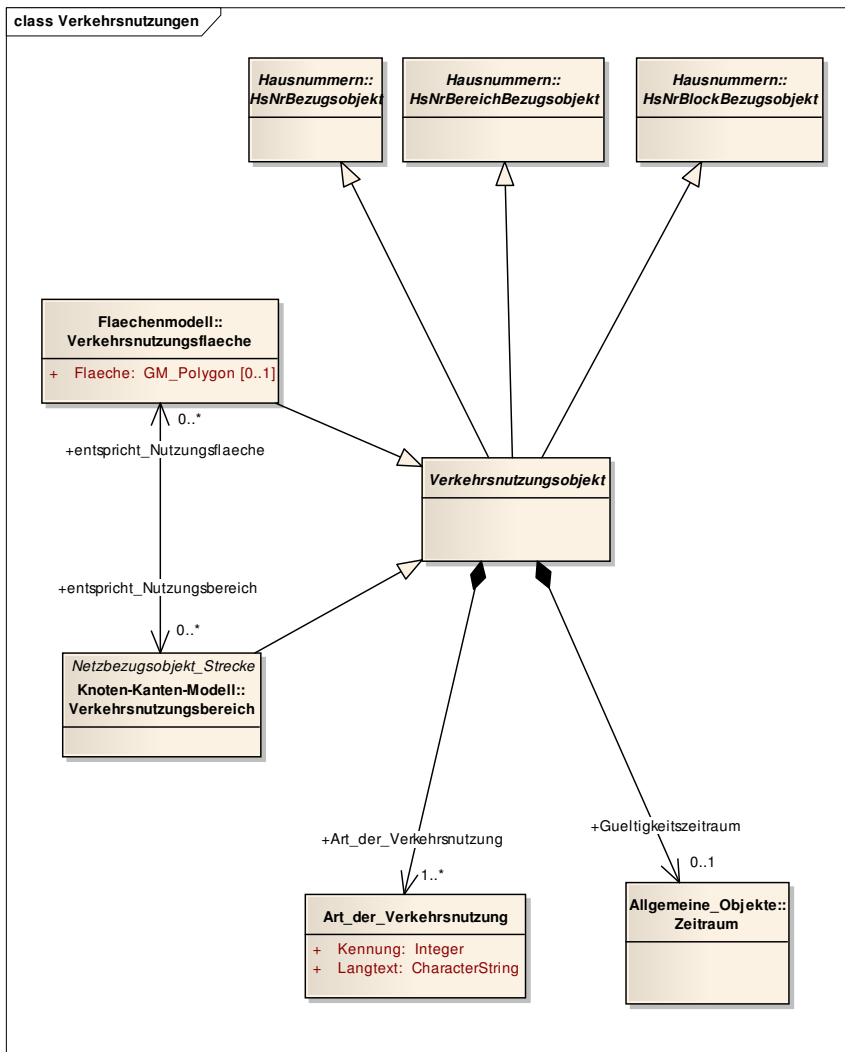 class Verkehrsnutzungen
Hausnummern::
HsNrBezugsobjekt
Hausnummern::
HsNrBereichBezugsobjekt
Hausnummern::
HsNrBlockBezugsobjekt
Flaechenmodell::
Verkehrsnutzungsflaeche
+ Flaeche: GM_Polygon [0..1]
0..*
+entspricht_Nutzungsflaeche
Verkehrsnutzungsobjekt
+entspricht_Nutzungsbereich
0..*
Netzbezugsobjekt_Strecke
Knoten-Kanten-Modell::
Verkehrsnutzungsbereich
+Art_der_Verkehrsnutzung
1..*
+Gueltigkeitszeitraum
0..1
Art_der_Verkehrsnutzung
+ Kennung: Integer
+ Langtext: CharacterString
Allgemeine_Objekte::
Zeitraum